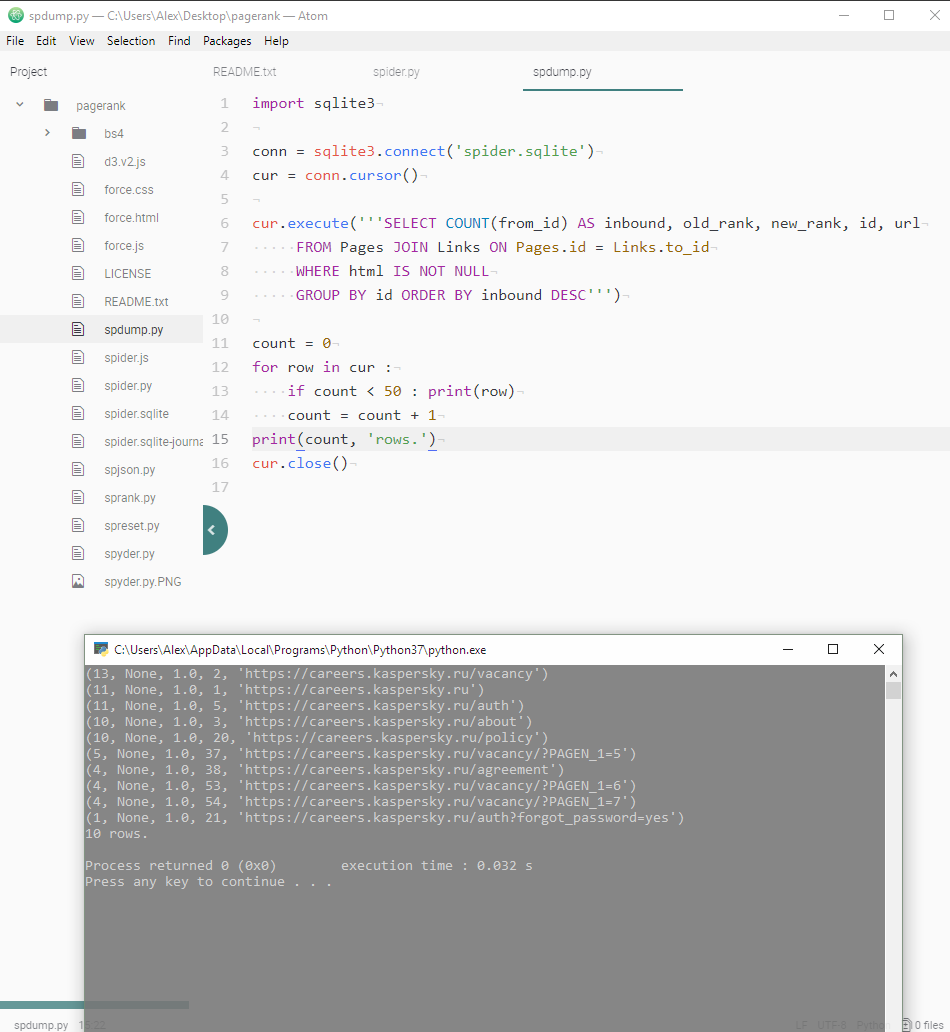 spdump.py — C:\Users\Alex\Desktop\pagerank — Atom
File Edit View Selection Find Packages Help
Project
README.txt spider.py spdump.py
pagerank
bs4
d3.v2.js
force.css
force.html
force.js
LICENSE
README.txt
spdump.py
spider.js
spider.py
spider.sqlite
spider.sqlite-journa
spjson.py
sprank.py
spreset.py
spyder.py
spyder.py.PNG
1 import sqlite3
2
3 conn = sqlite3.connect('spider.sqlite')
4 cur = conn.cursor()
5
6 cur.execute('''SELECT COUNT(from_id) AS inbound, old_rank, new_rank, id, url
7 FROM Pages JOIN Links ON Pages.id = Links.to_id
8 WHERE html IS NOT NULL
9 GROUP BY id ORDER BY inbound DESC''')
10
11 count = 0
12 for row in cur :
13 if count < 50 : print(row)
14 count = count + 1
15 print(count, 'rows.')
16 cur.close()
17
C:\Users\Alex\AppData\Local\Programs\Python\Python37\python.exe
(13, None, 1.0, 2, 'https://careers.kaspersky.ru/vacancy')
(11, None, 1.0, 1, 'https://careers.kaspersky.ru')
(11, None, 1.0, 5, 'https://careers.kaspersky.ru/auth')
(10, None, 1.0, 3, 'https://careers.kaspersky.ru/about')
(10, None, 1.0, 20, 'https://careers.kaspersky.ru/policy')
(5, None, 1.0, 37, 'https://careers.kaspersky.ru/vacancy/?PAGEN_1=5')
(4, None, 1.0, 38, 'https://careers.kaspersky.ru/agreement')
(4, None, 1.0, 53, 'https://careers.kaspersky.ru/vacancy/?PAGEN_1=6')
(4, None, 1.0, 54, 'https://careers.kaspersky.ru/vacancy/?PAGEN_1=7')
(1, None, 1.0, 21, 'https://careers.kaspersky.ru/auth?forgot_password=yes')
10 rows.
Process returned 0 (0x0) execution time : 0.032 s
Press any key to continue . . .
spdump.py 15:22 LF UTF-8 Python 0 files